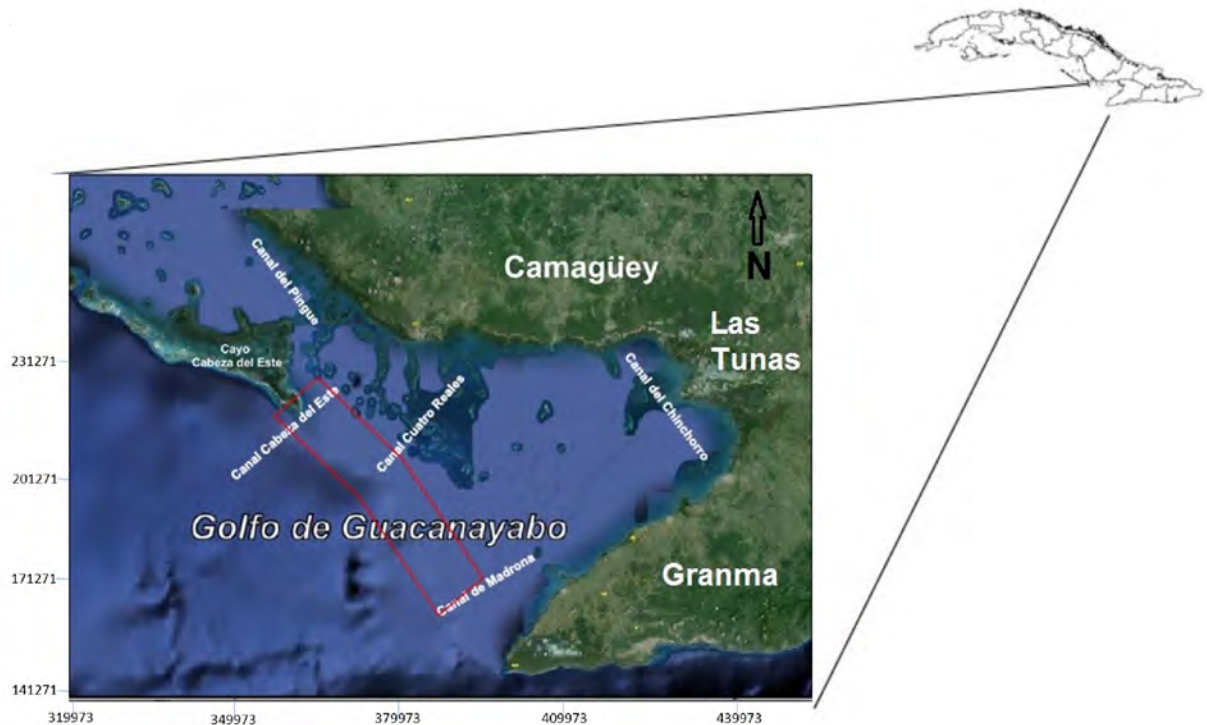 N
Camagüey
Canal del Pingue
Las
Tunas
Cayo
Cabeza del Este
231271
Canal del Chinchorro
Canal Cuatro Reales
Canal Cabeza del Este
201271
Golfo de Guacanayabo
171271
Granma
Canal de Madrona
141271
319973
349973
379973
409973
439973